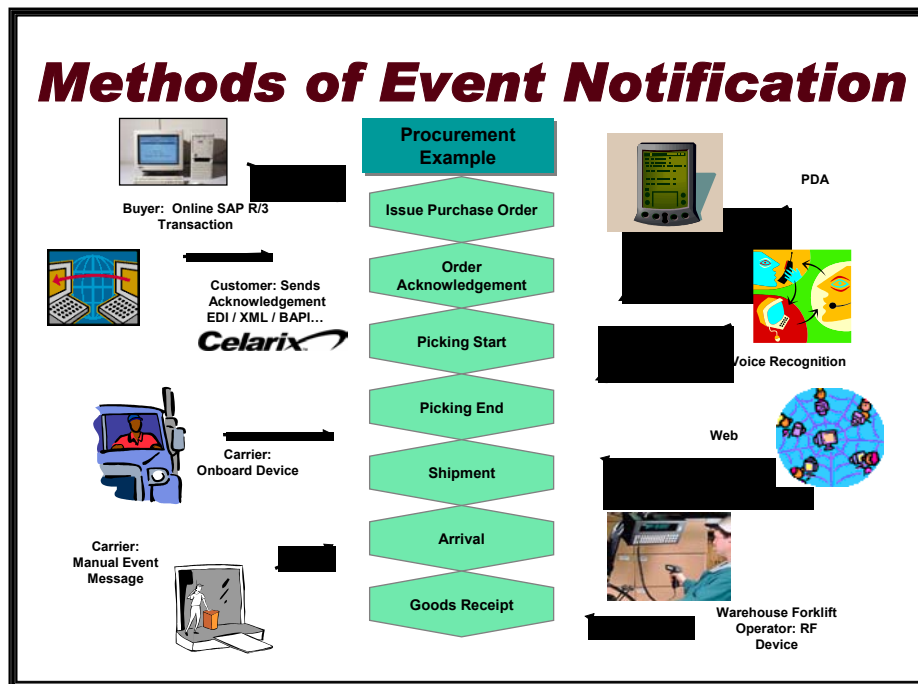 Methods of Event Notification
Procurement
Example
Buyer:  Online SAP R/3
Transaction
Issue Purchase Order
PDA
Customer: Sends
Acknowledgement
EDI / XML / BAPI…
Celarix™
Order
Acknowledgement
Picking Start
Voice Recognition
Picking End
Carrier:
Onboard Device
Web
Shipment
Carrier:
Manual Event
Message
Arrival
Goods Receipt
Warehouse Forklift
Operator: RF
Device